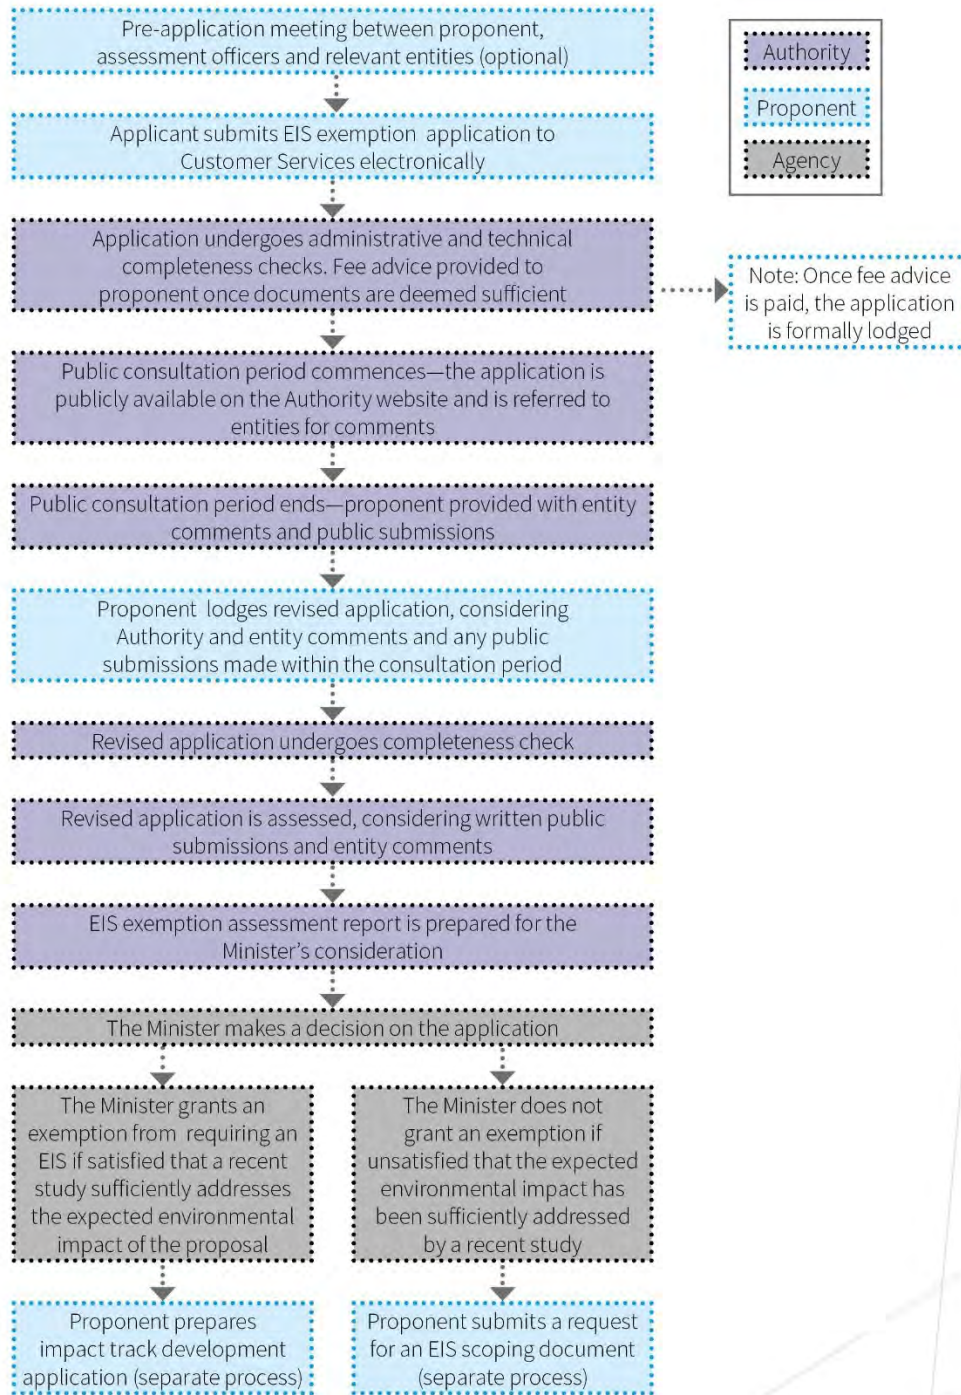 Pre-application meeting between proponent,
assessment officers and relevant entities (optional)
Applicant submits EIS exemption application to
Customer Services electronically
Application undergoes administrative and technical
completeness checks. Fee advice provided to
proponent once documents are deemed sufficient
Public consultation period commences—the application is
publicly available on the Authority website and is referred to
entities for comments
Public consultation period ends—proponent provided with entity
comments and public submissions
Proponent lodges revised application, considering
Authority and entity comments and any public
submissions made within the consultation period
Revised application undergoes completeness check
Revised application is assessed, considering written public
submissions and entity comments
EIS exemption assessment report is prepared for the
Minister’s consideration
The Minister makes a decision on the application
The Minister grants an
exemption from requiring an
EIS if satisfied that a recent
study sufficiently addresses
the expected environmental
impact of the proposal
The Minister does not
grant an exemption if
unsatisfied that the expected
environmental impact has
been sufficiently addressed
by a recent study
Proponent prepares
impact track development
application (separate process)
Proponent submits a request
for an EIS scoping document
(separate process)
Authority
Proponent
Agency
Note: Once fee advice
is paid, the application
is formally lodged